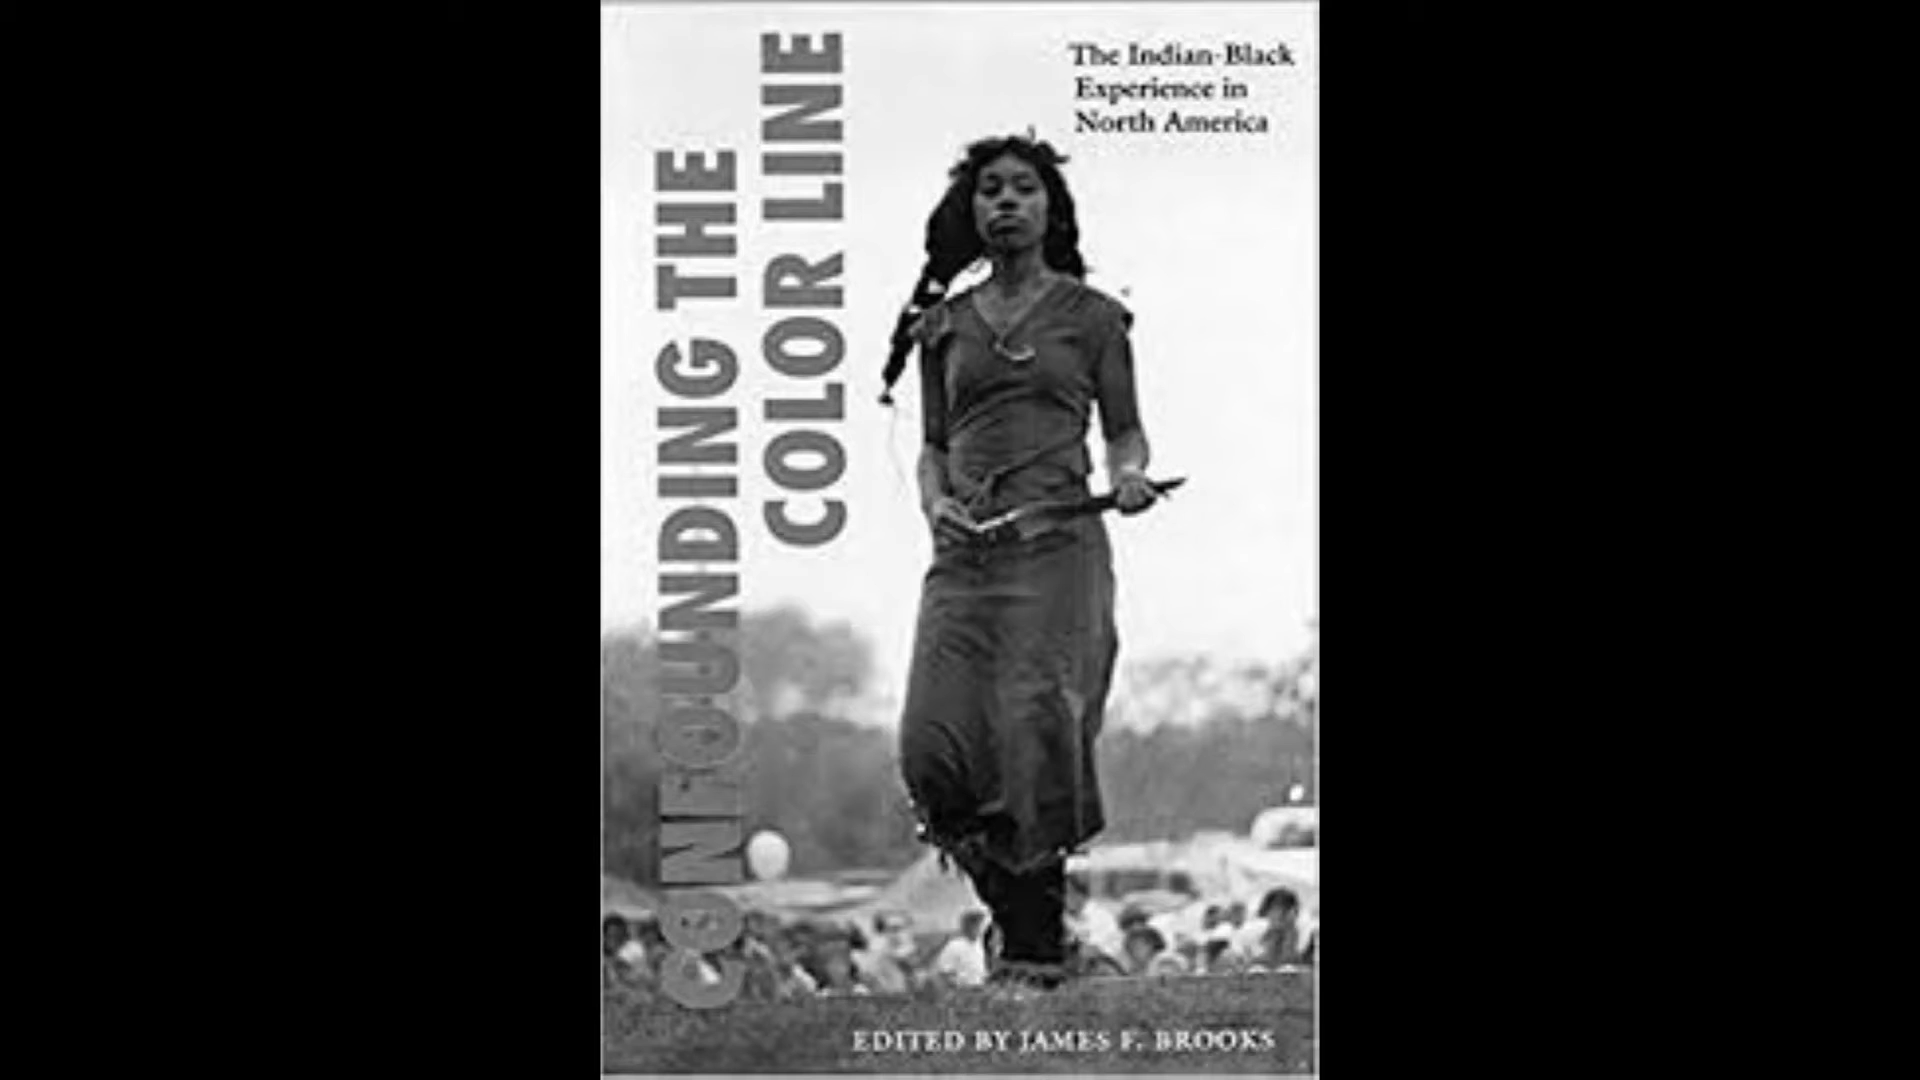 CONFOUNDING THE
COLOR LINE
The Indian-Black
Experience in
North America
EDITED BY JAMES F. BROOKS